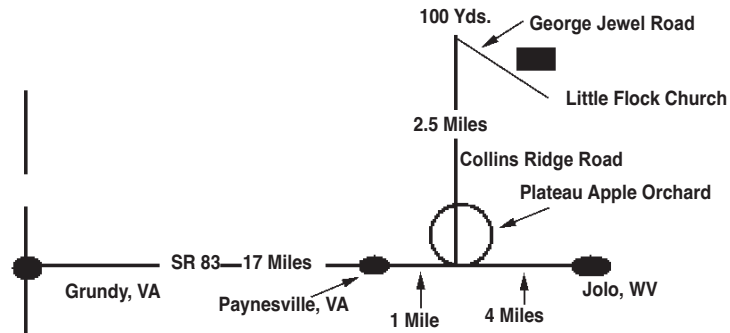 100 Yds.
George Jewel Road
Little Flock Church
2.5 Miles
Collins Ridge Road
Plateau Apple Orchard
SR 83—17 Miles
Grundy, VA
Paynesville, VA
1 Mile
4 Miles
Jolo, WV